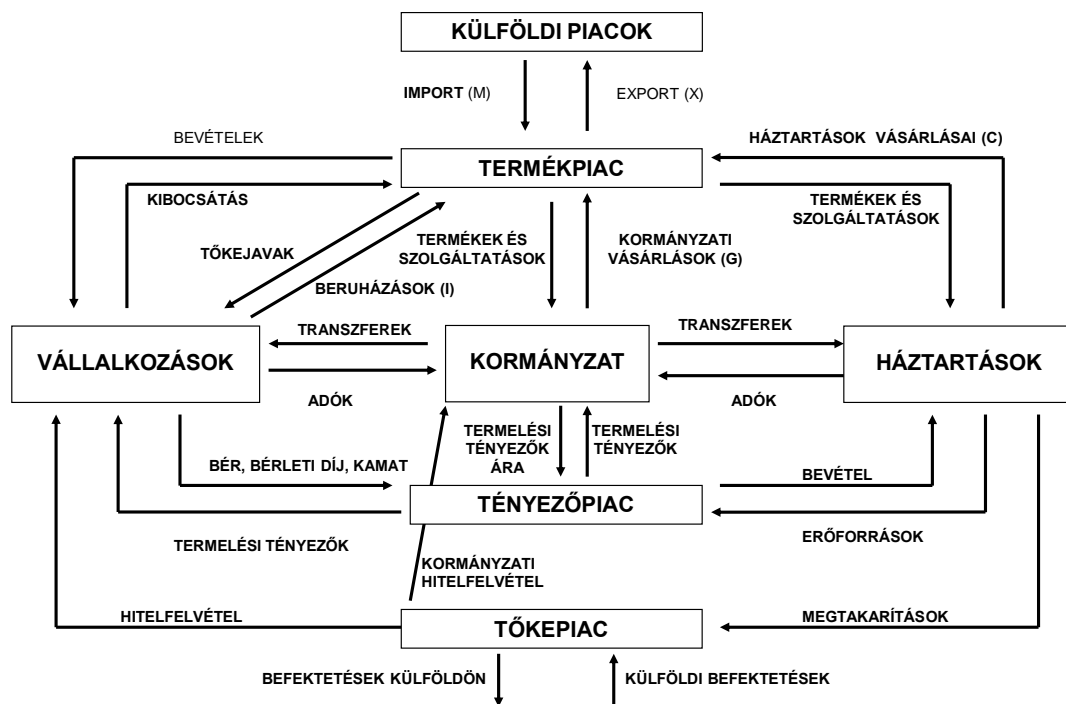 KÜLFÖLDI PIACOK
IMPORT (M)
EXPORT (X)
BEVÉTELEK
HÁZTARTÁSOK VÁSÁRLÁSAI (C)
TERMÉKPIAC
KIBOCSÁTÁS
TERMÉKEK ÉS
SZOLGÁLTATÁSOK
TŐKEJAVAK
TERMÉKEK ÉS
SZOLGÁLTATÁSOK
KORMÁNYZATI
VÁSÁRLÁSOK (G)
BERUHÁZÁSOK (I)
TRANSZFEREK
TRANSZFEREK
VÁLLALKOZÁSOK
KORMÁNYZAT
HÁZTARTÁSOK
ADÓK
ADÓK
TERMELÉSI
TÉNYEZŐK
ÁRA
TERMELÉSI
TÉNYEZŐK
BÉR, BÉRLETI DÍJ, KAMAT
BEVÉTEL
TÉNYEZŐPIAC
TERMELÉSI TÉNYEZŐK
ERŐFORRÁSOK
KORMÁNYZATI
HITELFELVÉTEL
HITELFELVÉTEL
TŐKEPIAC
MEGTAKARÍTÁSOK
BEFEKTETÉSEK KÜLFÖLDÖN
KÜLFÖLDI BEFEKTETÉSEK